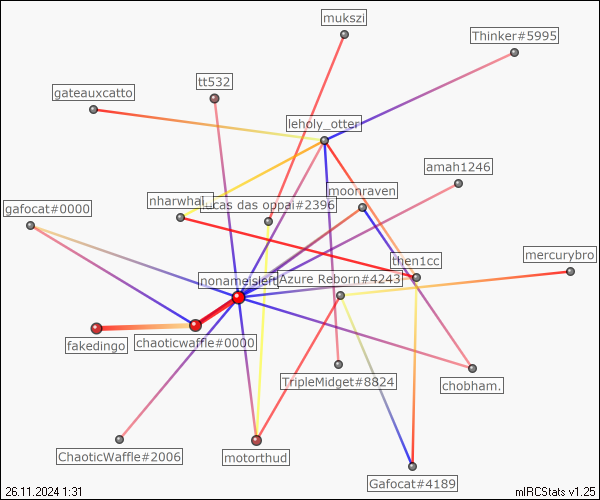 mukszi
Thinker#5995
tt532
gateauxcatto
leholy_otter
amah1246
moonraven
nharwhal..
..cas das oppai#2396
gafocat#0000
then1cc
mercurybro
nonameisleft
Azure Reborn#4243
fakedingo
chaoticwaffle#0000
TripleMidget#8824
chobham.
ChaoticWaffle#2006
motorthud
Gafocat#4189
26.11.2024 1:31
mIRCStats v1.25